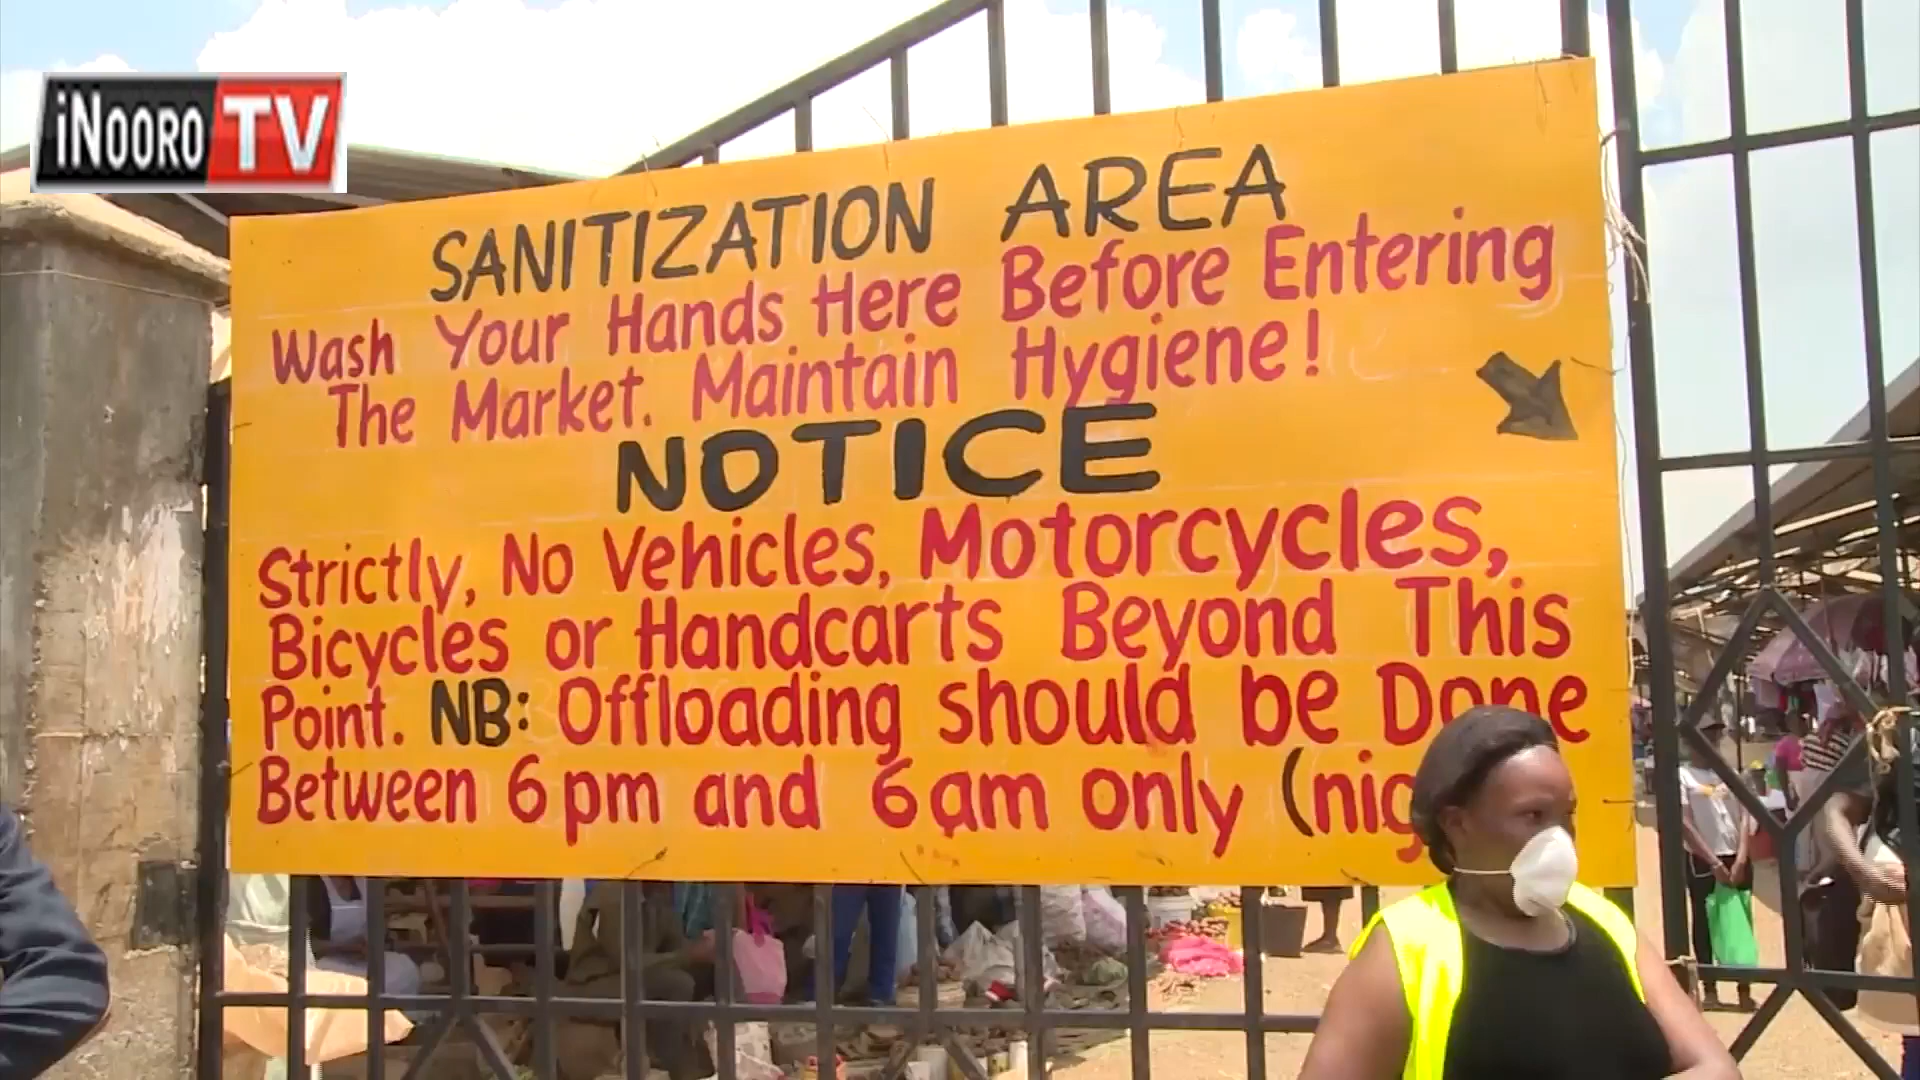 iNOORO TV
SANITIZATION AREA
Wash Your Hands Here Before Entering
The Market. Maintain Hygiene!
NOTICE
Strictly, No Vehicles, Motorcycles,
Bicycles or Handcarts Beyond This
Point. NB: Offloading should be Done
Between 6pm and 6am only